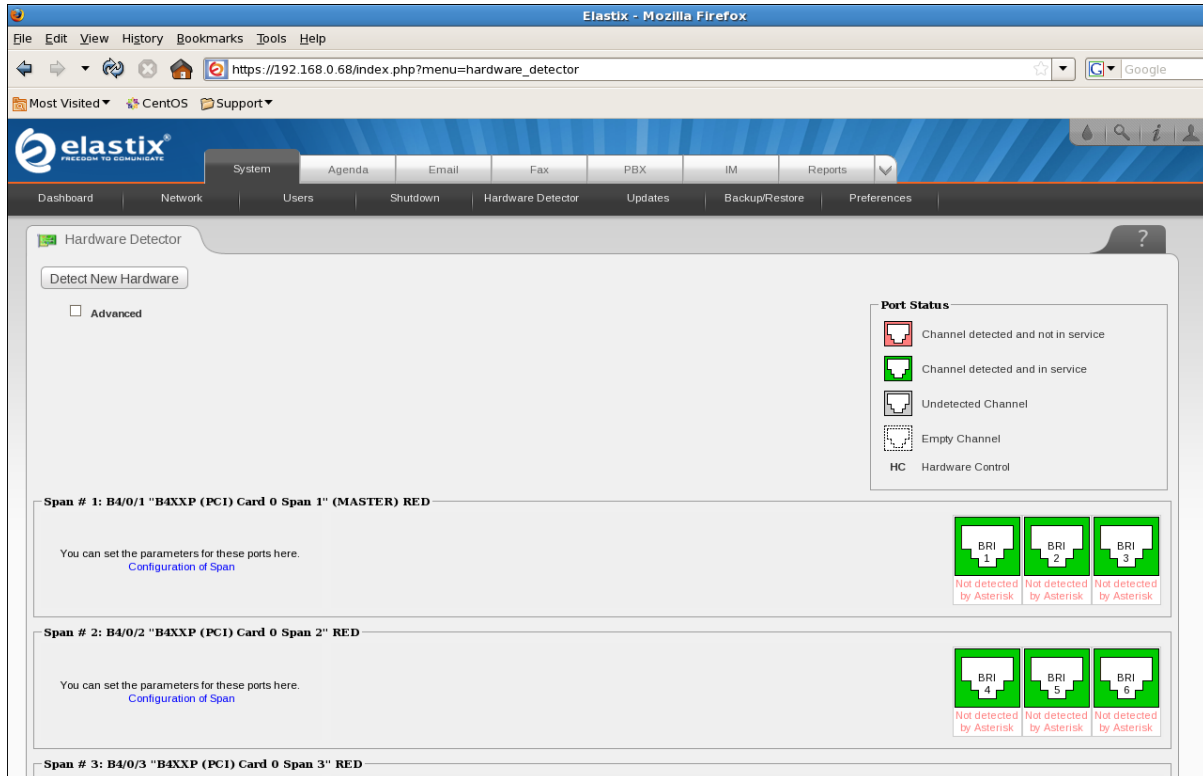 Elastix - Mozilla Firefox
File Edit View History Bookmarks Tools Help
https://192.168.0.68/index.php?menu=hardware_detector
G Google
Most Visited CentOS Support
elastix®
FREEDOM TO COMUNICATE
System Agenda Email Fax PBX IM Reports
Dashboard Network Users Shutdown Hardware Detector Updates Backup/Restore Preferences
Hardware Detector ?
Detect New Hardware
Advanced
Port Status
Channel detected and not in service
Channel detected and in service
Undetected Channel
Empty Channel
HC Hardware Control
Span # 1: B4/0/1 "B4XXP (PCI) Card 0 Span 1" (MASTER) RED
You can set the parameters for these ports here.
Configuration of Span
BRI 1
BRI 2
BRI 3
Not detected by Asterisk
Not detected by Asterisk
Not detected by Asterisk
Span # 2: B4/0/2 "B4XXP (PCI) Card 0 Span 2" RED
You can set the parameters for these ports here.
Configuration of Span
BRI 4
BRI 5
BRI 6
Not detected by Asterisk
Not detected by Asterisk
Not detected by Asterisk
Span # 3: B4/0/3 "B4XXP (PCI) Card 0 Span 3" RED